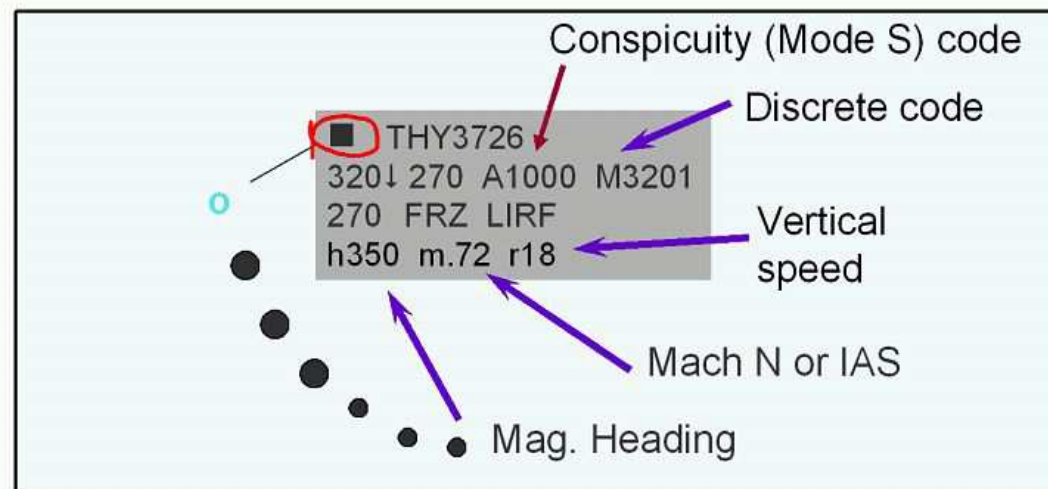 Conspicuity (Mode S) code
Discrete code
THY3726
320↓ 270 A1000 M3201
270 FRZ LIRF
h350 m.72 r18
Vertical
speed
Mach N or IAS
Mag. Heading